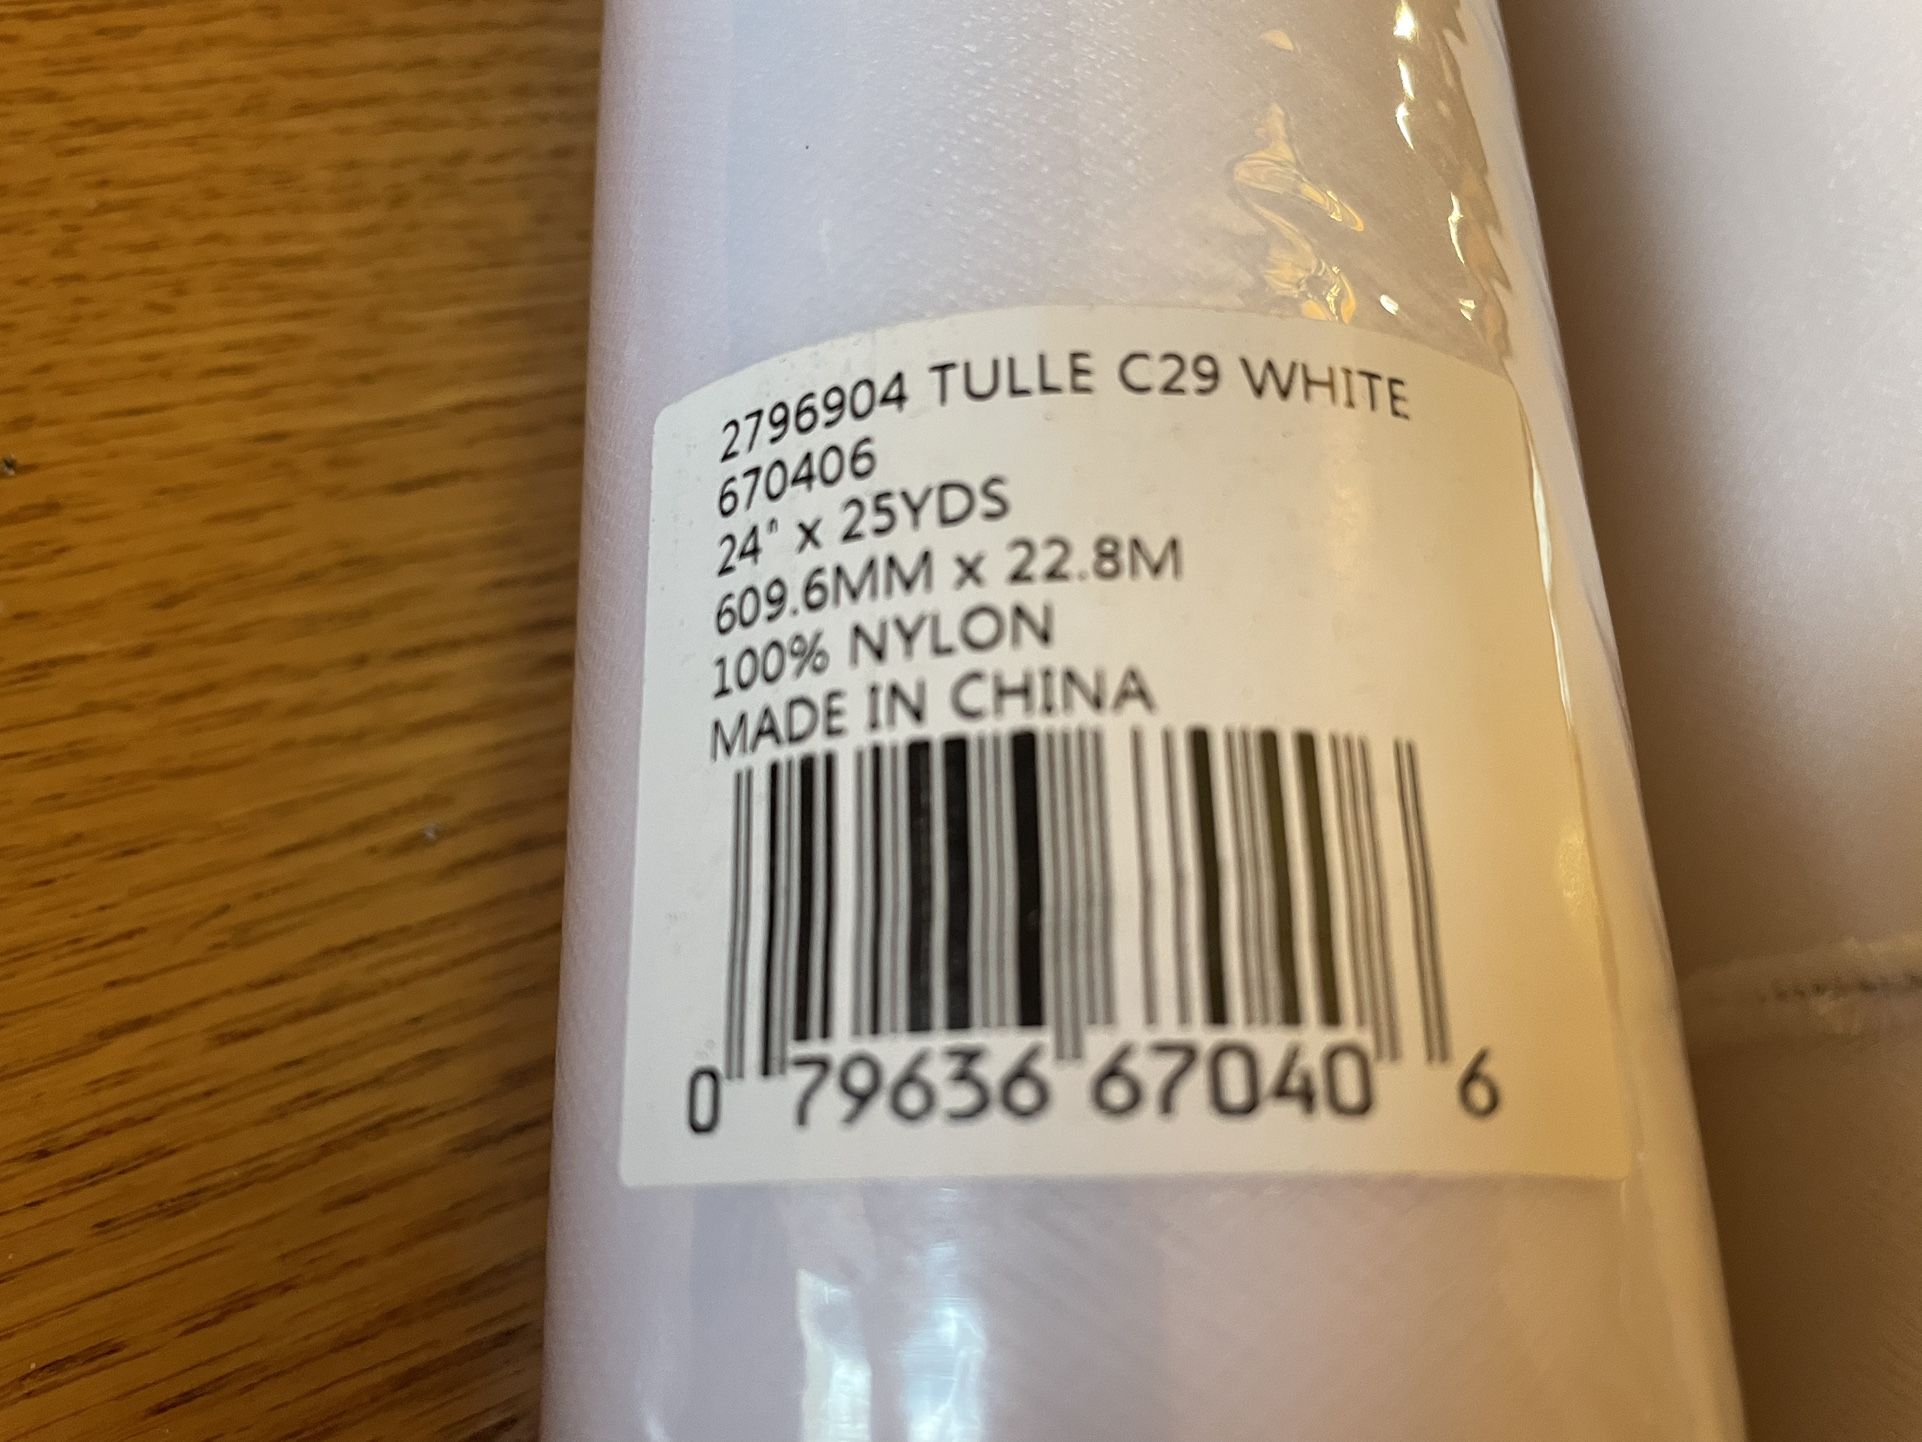 2796904 TULLE C29 WHITE
670406
24" x 25YDS
609.6MM x 22.8M
100% NYLON
MADE IN CHINA
0 79636 67040 6